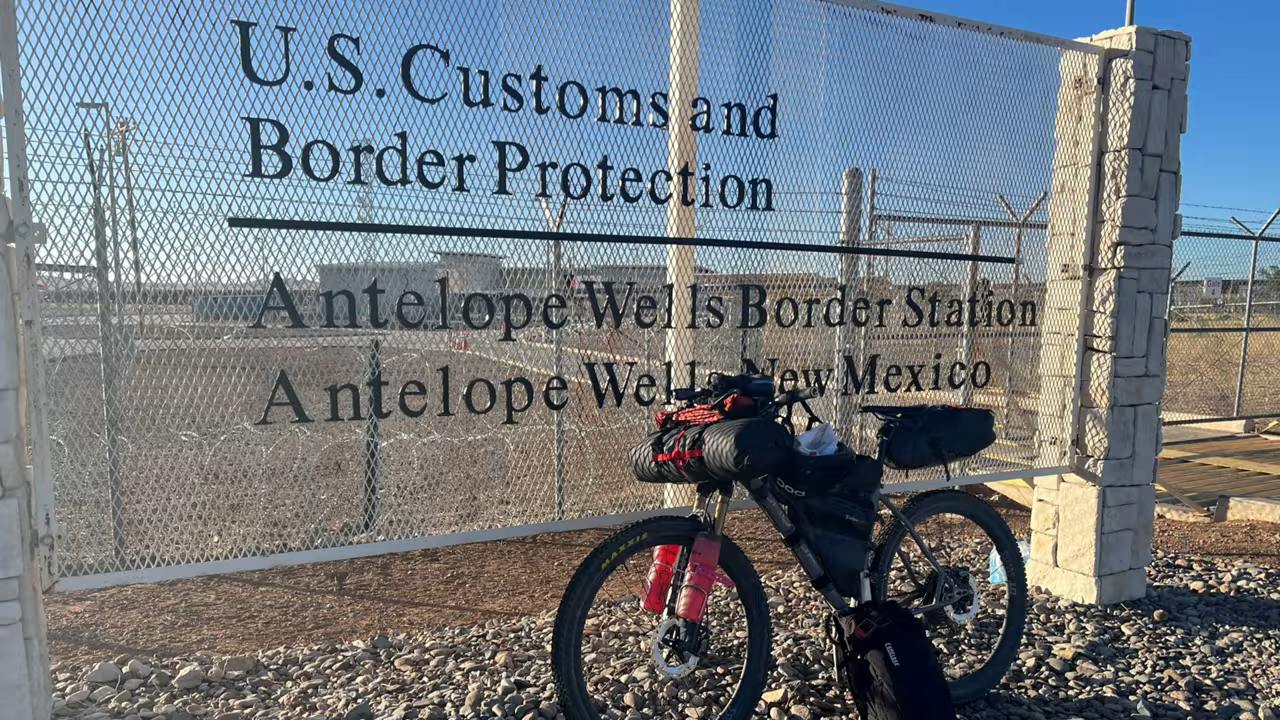 U.S. Customs and
Border Protection
Antelope Wells Border Station
Antelope Wells New Mexico
MAXXIS